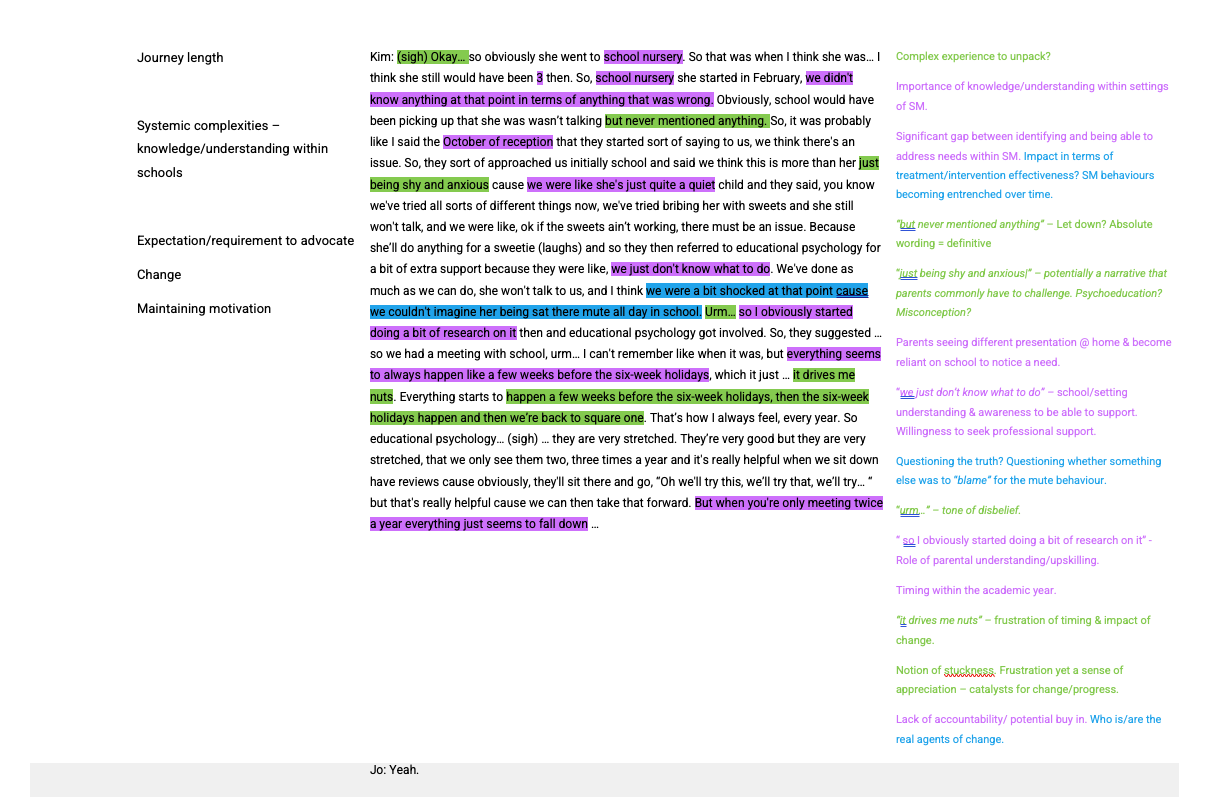 Journey length
Systemic complexities –
knowledge/understanding within
schools
Expectation/requirement to advocate
Change
Maintaining motivation
Kim: (sigh) Okay… so obviously she went to school nursery. So that was when I think she was… I
think she still would have been 3 then. So, school nursery she started in February, we didn't
know anything at that point in terms of anything that was wrong. Obviously, school would have
been picking up that she was wasn’t talking but never mentioned anything. So, it was probably
like I said the October of reception that they started sort of saying to us, we think there's an
issue. So, they sort of approached us initially school and said we think this is more than her just
being shy and anxious cause we were like she's just quite a quiet child and they said, you know
we've tried all sorts of different things now, we've tried bribing her with sweets and she still
won't talk, and we were like, ok if the sweets ain’t working, there must be an issue. Because
she’ll do anything for a sweetie (laughs) and so they then referred to educational psychology for
a bit of extra support because they were like, we just don't know what to do. We've done as
much as we can do, she won't talk to us, and I think we were a bit shocked at that point cause
we couldn't imagine her being sat there mute all day in school. Urm… so I obviously started
doing a bit of research on it then and educational psychology got involved. So, they suggested …
so we had a meeting with school, urm… I can't remember like when it was, but everything seems
to always happen like a few weeks before the six-week holidays, which it just … it drives me
nuts. Everything starts to happen a few weeks before the six-week holidays, then the six-week
holidays happen and then we’re back to square one. That’s how I always feel, every year. So
educational psychology… (sigh) … they are very stretched. They’re very good but they are very
stretched, that we only see them two, three times a year and it's really helpful when we sit down
have reviews cause obviously, they'll sit there and go, “Oh we'll try this, we’ll try that, we’ll try… “
but that's really helpful cause we can then take that forward. But when you're only meeting twice
a year everything just seems to fall down …
Jo: Yeah.
Complex experience to unpack?
Importance of knowledge/understanding within settings
of SM.
Significant gap between identifying and being able to
address needs within SM. Impact in terms of
treatment/intervention effectiveness? SM behaviours
becoming entrenched over time.
“but never mentioned anything” – Let down? Absolute
wording = definitive
“just being shy and anxious|” – potentially a narrative that
parents commonly have to challenge. Psychoeducation?
Misconception?
Parents seeing different presentation @ home & become
reliant on school to notice a need.
“we just don’t know what to do” – school/setting
understanding & awareness to be able to support.
Willingness to seek professional support.
Questioning the truth? Questioning whether something
else was to “blame” for the mute behaviour.
“urm…” – tone of disbelief.
“ so I obviously started doing a bit of research on it” -
Role of parental understanding/upskilling.
Timing within the academic year.
“it drives me nuts” – frustration of timing & impact of
change.
Notion of stuckness. Frustration yet a sense of
appreciation – catalysts for change/progress.
Lack of accountability/ potential buy in. Who is/are the
real agents of change.